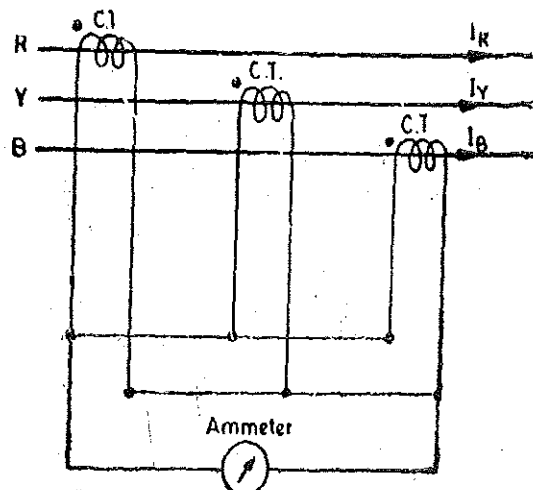 C.T
R I_R
C.T.
Y I_Y
C.T
B I_B
Ammeter